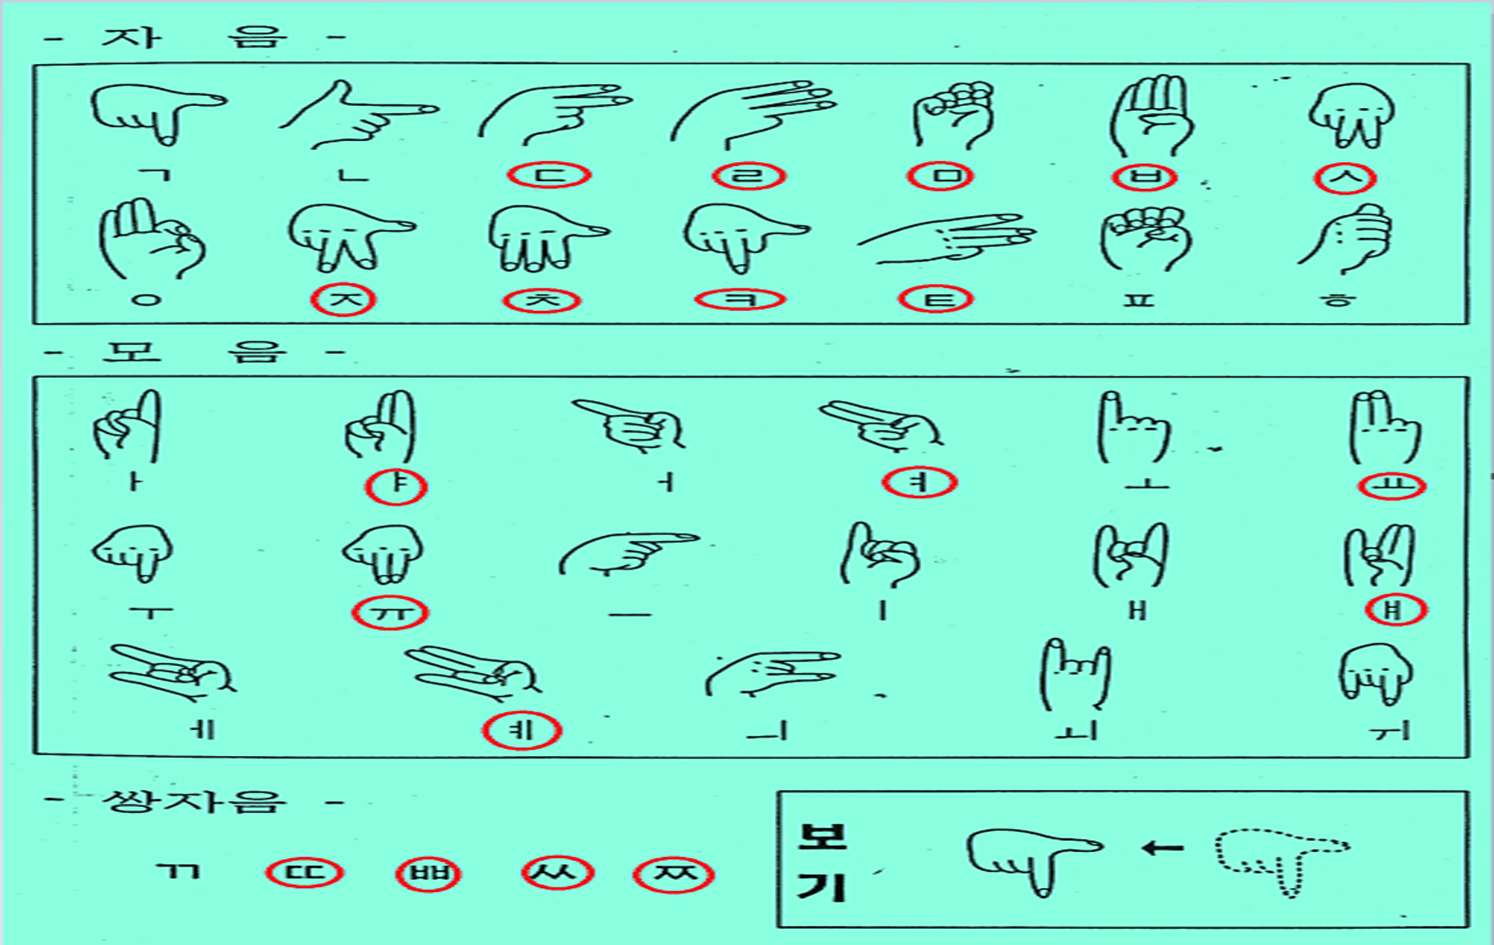 - 자 음 -
ㄱ ㄴ ㄷ ㄹ ㅁ ㅂ ㅅ
ㅇ ㅈ ㅊ ㅋ ㅌ ㅍ ㅎ
- 모 음 -
ㅏ ㅑ ㅓ ㅕ ㅗ ㅛ
ㅜ ㅠ ㅡ ㅣ ㅐ ㅒ
ㅔ ㅖ ㅢ ㅚ ㅟ
- 쌍자음 -
ㄲ ㄸ ㅃ ㅆ ㅉ
보
기